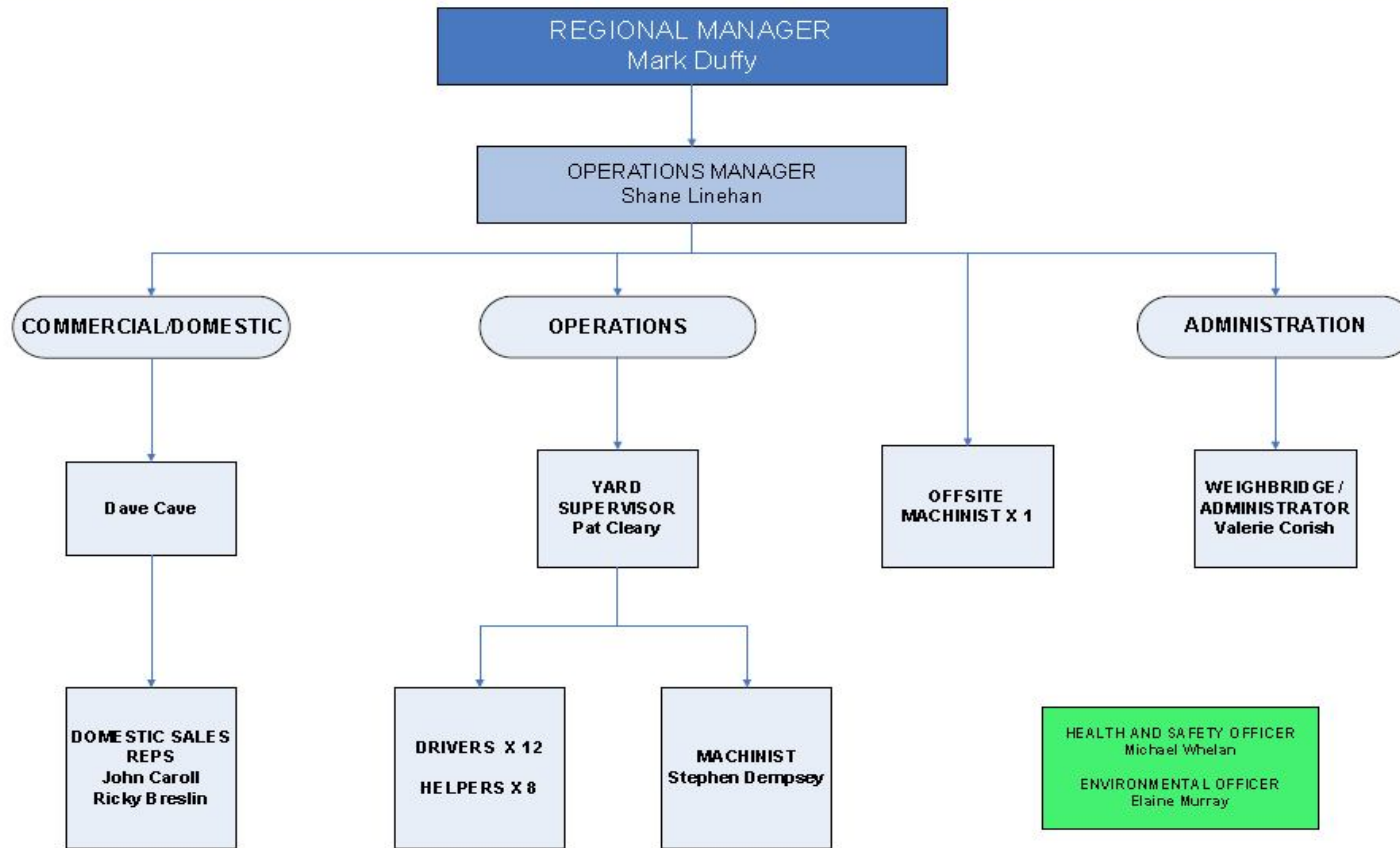 REGIONAL MANAGER
Mark Duffy
OPERATIONS MANAGER
Shane Linehan
COMMERCIAL/DOMESTIC
OPERATIONS
ADMINISTRATION
Dave Cave
YARD
SUPERVISOR
Pat Cleary
OFFSITE
MACHINIST X 1
WEIGHBRIDGE/
ADMINISTRATOR
Valerie Corish
DOMESTIC SALES
REPS
John Caroll
Ricky Breslin
DRIVERS X 12
HELPERS X 8
MACHINIST
Stephen Dempsey
HEALTH AND SAFETY OFFICER
Michael Whelan
ENVIRONMENTAL OFFICER
Elaine Murray